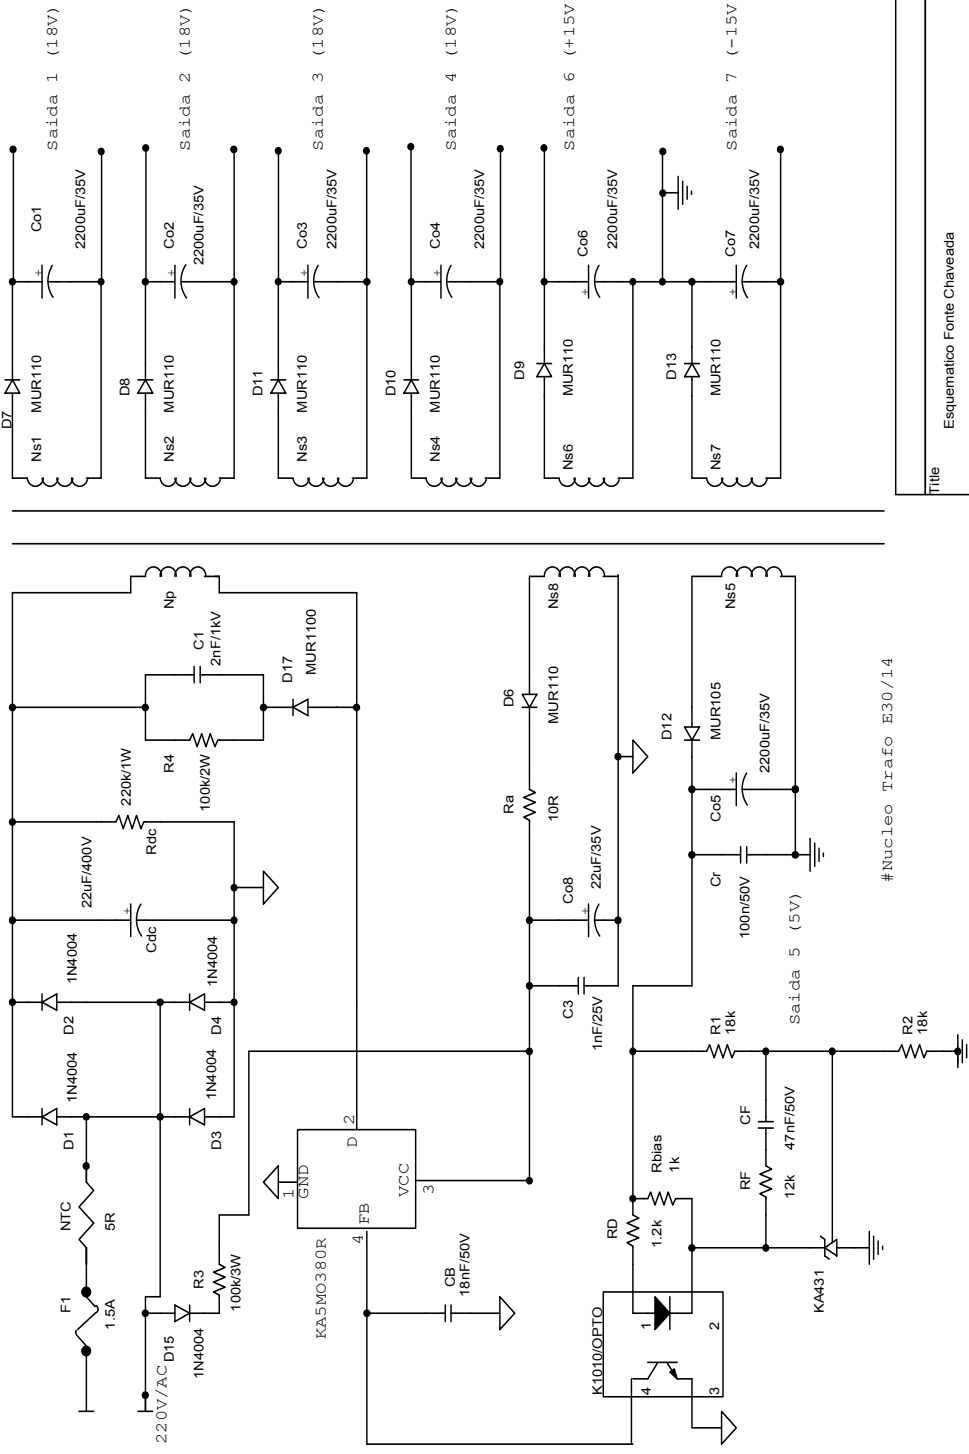 220V/AC
F1
1.5A
NTC
5R
D15
1N4004
R3
100k/3W
D1
1N4004
D2
1N4004
D3
1N4004
D4
1N4004
Cdc
22uF/400V
Rdc
220k/1W
R4
100k/2W
C1
2nF/1kV
D17
MUR1100
Np
KA5MO380R
1
GND
D
2
VCC
3
4
FB
CB
18nF/50V
C3
1nF/25V
Co8
22uF/35V
Ra
10R
D6
MUR110
Ns8
K1010/OPTO
1
2
3
4
RD
1.2k
Rbias
1k
RF
12k
CF
47nF/50V
KA431
R1
18k
R2
18k
Saida 5 (5V)
Cr
100n/50V
Co5
2200uF/35V
D12
MUR105
Ns5
#Nucleo Trafo E30/14
Ns1
D7
MUR110
Co1
2200uF/35V
Saida 1 (18V)
Ns2
D8
MUR110
Co2
2200uF/35V
Saida 2 (18V)
Ns3
D11
MUR110
Co3
2200uF/35V
Saida 3 (18V)
Ns4
D10
MUR110
Co4
2200uF/35V
Saida 4 (18V)
Ns6
D9
MUR110
Co6
2200uF/35V
Saida 6 (+15V
Ns7
D13
MUR110
Co7
2200uF/35V
Saida 7 (-15V
Title
Esquematico Fonte Chaveada